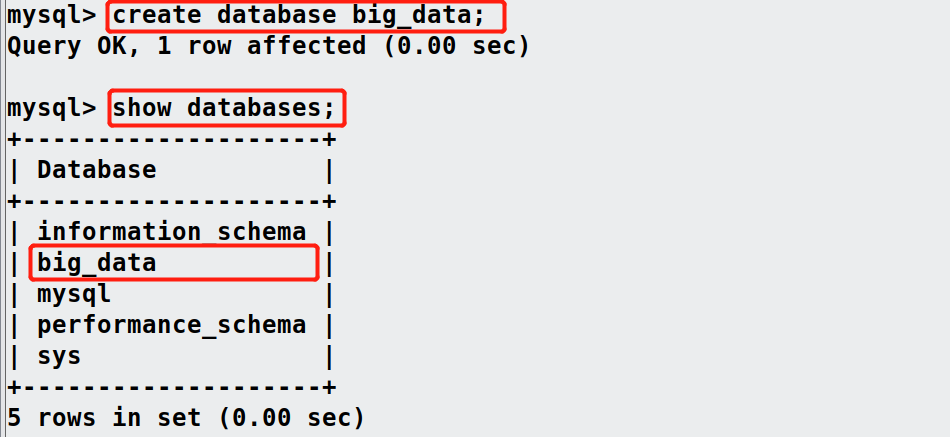 mysql> create database big_data;
Query OK, 1 row affected (0.00 sec)
mysql> show databases;
+--------------------+
| Database           |
+--------------------+
| information_schema |
| big_data           |
| mysql              |
| performance_schema |
| sys                |
+--------------------+
5 rows in set (0.00 sec)